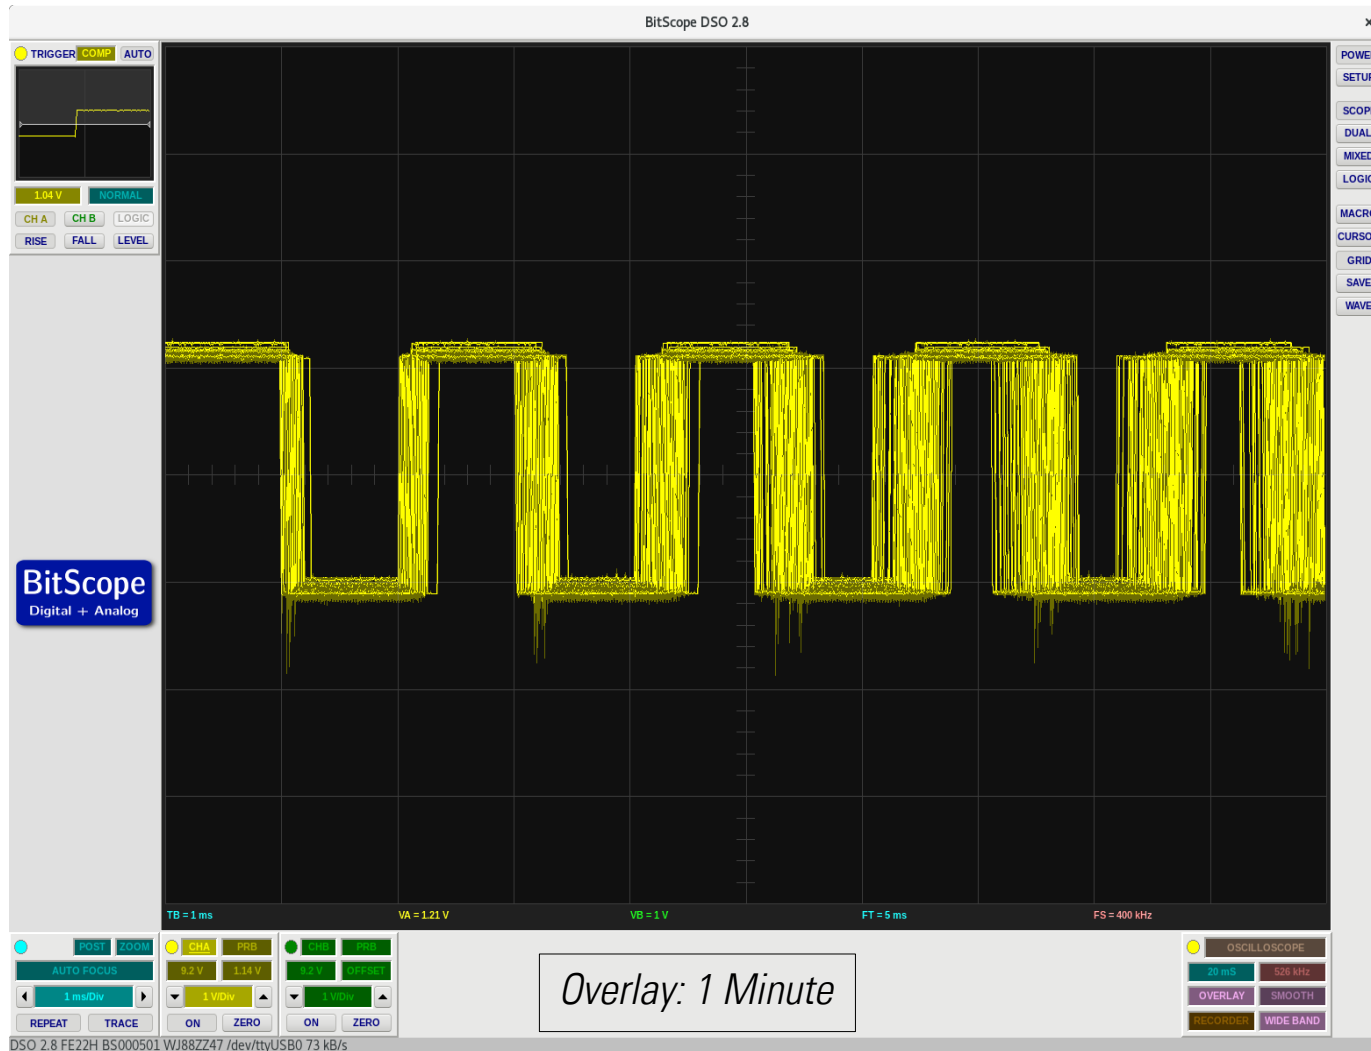 BitScope DSO 2.8
×
TRIGGER COMP AUTO
1.04 V NORMAL
CH A CH B LOGIC
RISE FALL LEVEL
POWE
SETUP
SCOP
DUAL
MIXED
LOGIC
MACR
CURSO
GRID
SAVE
WAVE
BitScope
Digital + Analog
TB = 1 ms VA = 1.21 V VB = 1 V FT = 5 ms FS = 400 kHz
POST ZOOM
AUTO FOCUS
1 ms/Div
REPEAT TRACE
CHA PRB
9.2 V 1.14 V
1 V/Div
ON ZERO
CHB PRB
9.2 V OFFSET
1 V/Div
ON ZERO
Overlay: 1 Minute
OSCILLOSCOPE
20 mS 526 kHz
OVERLAY SMOOTH
RECORDER WIDE BAND
DSO 2.8 FE22H BS000501 WJ88ZZ47 /dev/ttyUSB0 73 kB/s